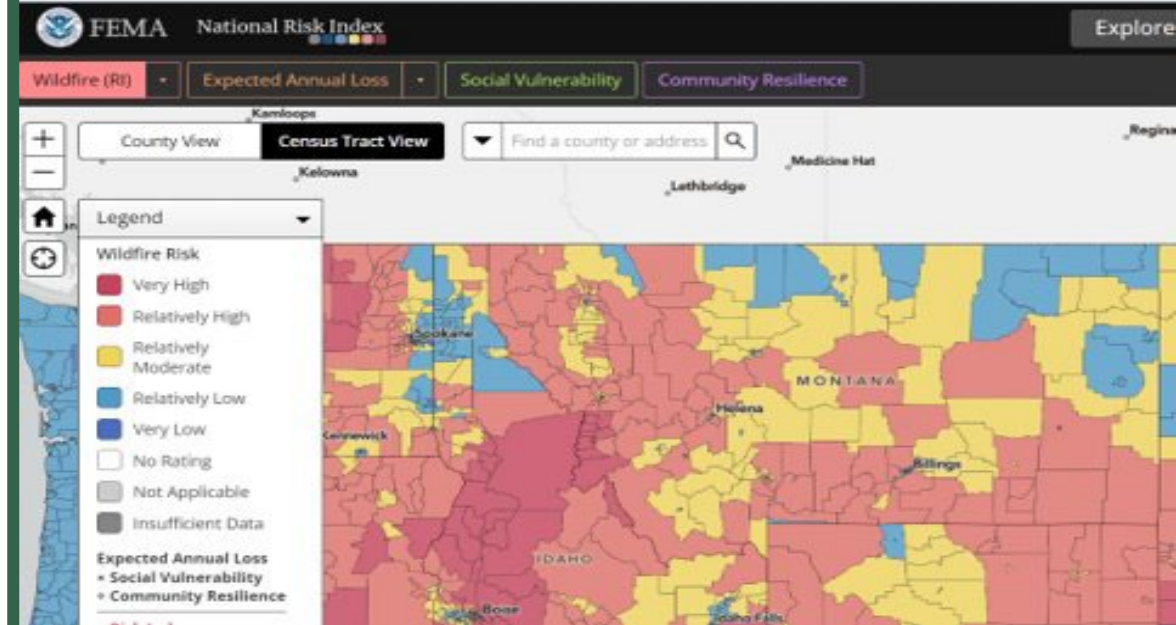 FEMA National Risk Index
Explore
Wildfire (RI)
Expected Annual Loss
Social Vulnerability
Community Resilience
Kamloops
County View
Census Tract View
Find a county or address
Regina
Medicine Hat
Kelowna
Lethbridge
Legend
Wildfire Risk
Very High
Relatively High
Relatively
Moderate
Relatively Low
Very Low
No Rating
Not Applicable
Insufficient Data
Expected Annual Loss
× Social Vulnerability
÷ Community Resilience
Spokane
MONTANA
Helena
Kennewick
Billings
IDAHO
Boise
Idaho Falls